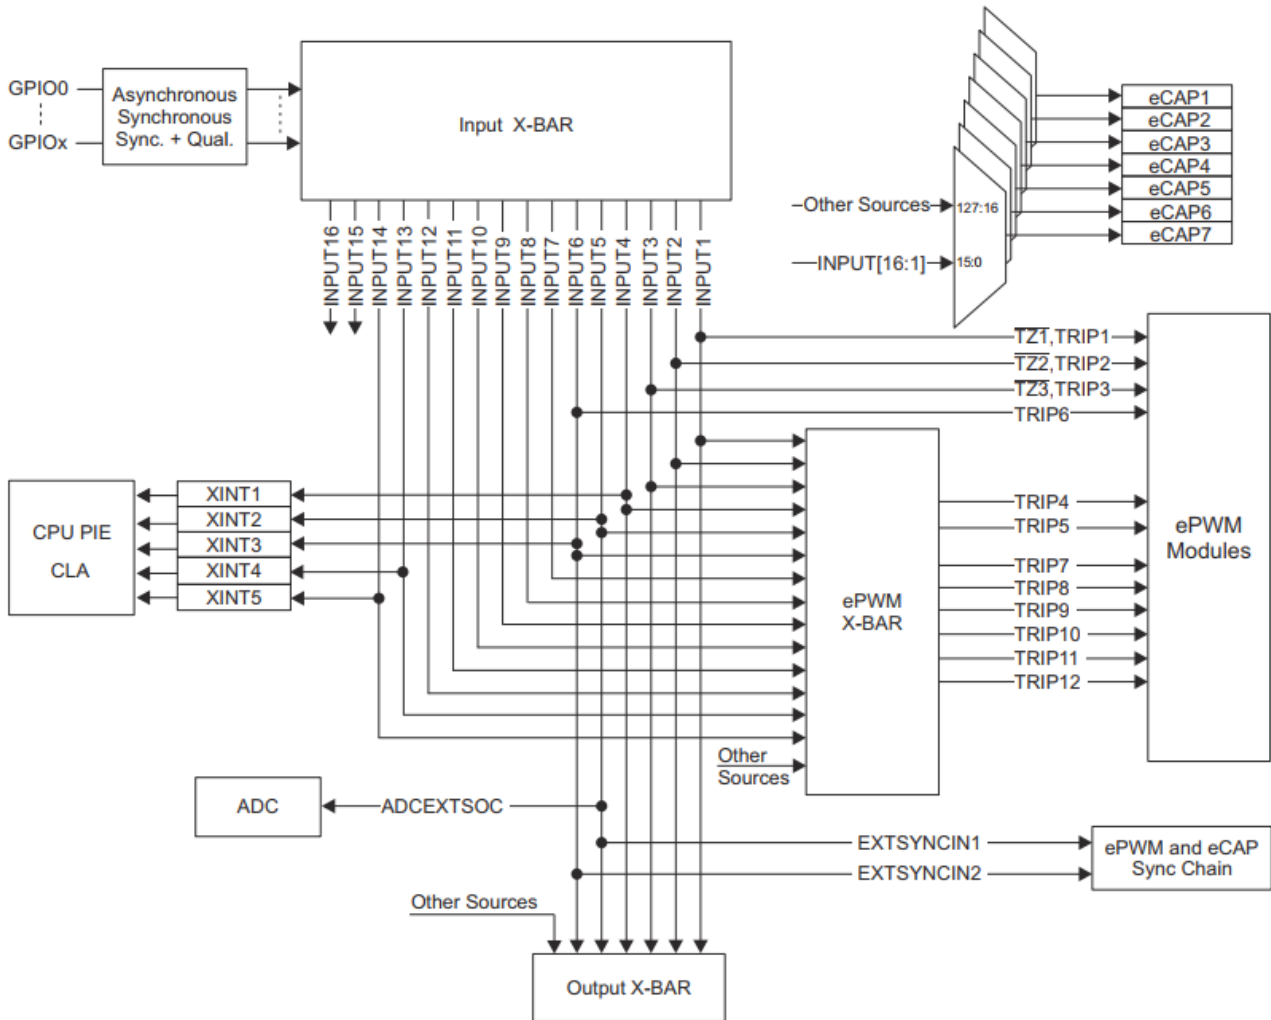 GPIO0
GPIOx
Asynchronous
Synchronous
Sync. + Qual.
Input X-BAR
INPUT16
INPUT15
INPUT14
INPUT13
INPUT12
INPUT11
INPUT10
INPUT9
INPUT8
INPUT7
INPUT6
INPUT5
INPUT4
INPUT3
INPUT2
INPUT1
Other Sources
127:16
INPUT[16:1]
15:0
eCAP1
eCAP2
eCAP3
eCAP4
eCAP5
eCAP6
eCAP7
TZ1,TRIP1
TZ2,TRIP2
TZ3,TRIP3
TRIP6
CPU PIE
CLA
XINT1
XINT2
XINT3
XINT4
XINT5
ePWM
X-BAR
TRIP4
TRIP5
TRIP7
TRIP8
TRIP9
TRIP10
TRIP11
TRIP12
ePWM
Modules
Other
Sources
ADC
ADCEXTSOC
EXTSYNCIN1
EXTSYNCIN2
ePWM and eCAP
Sync Chain
Other Sources
Output X-BAR